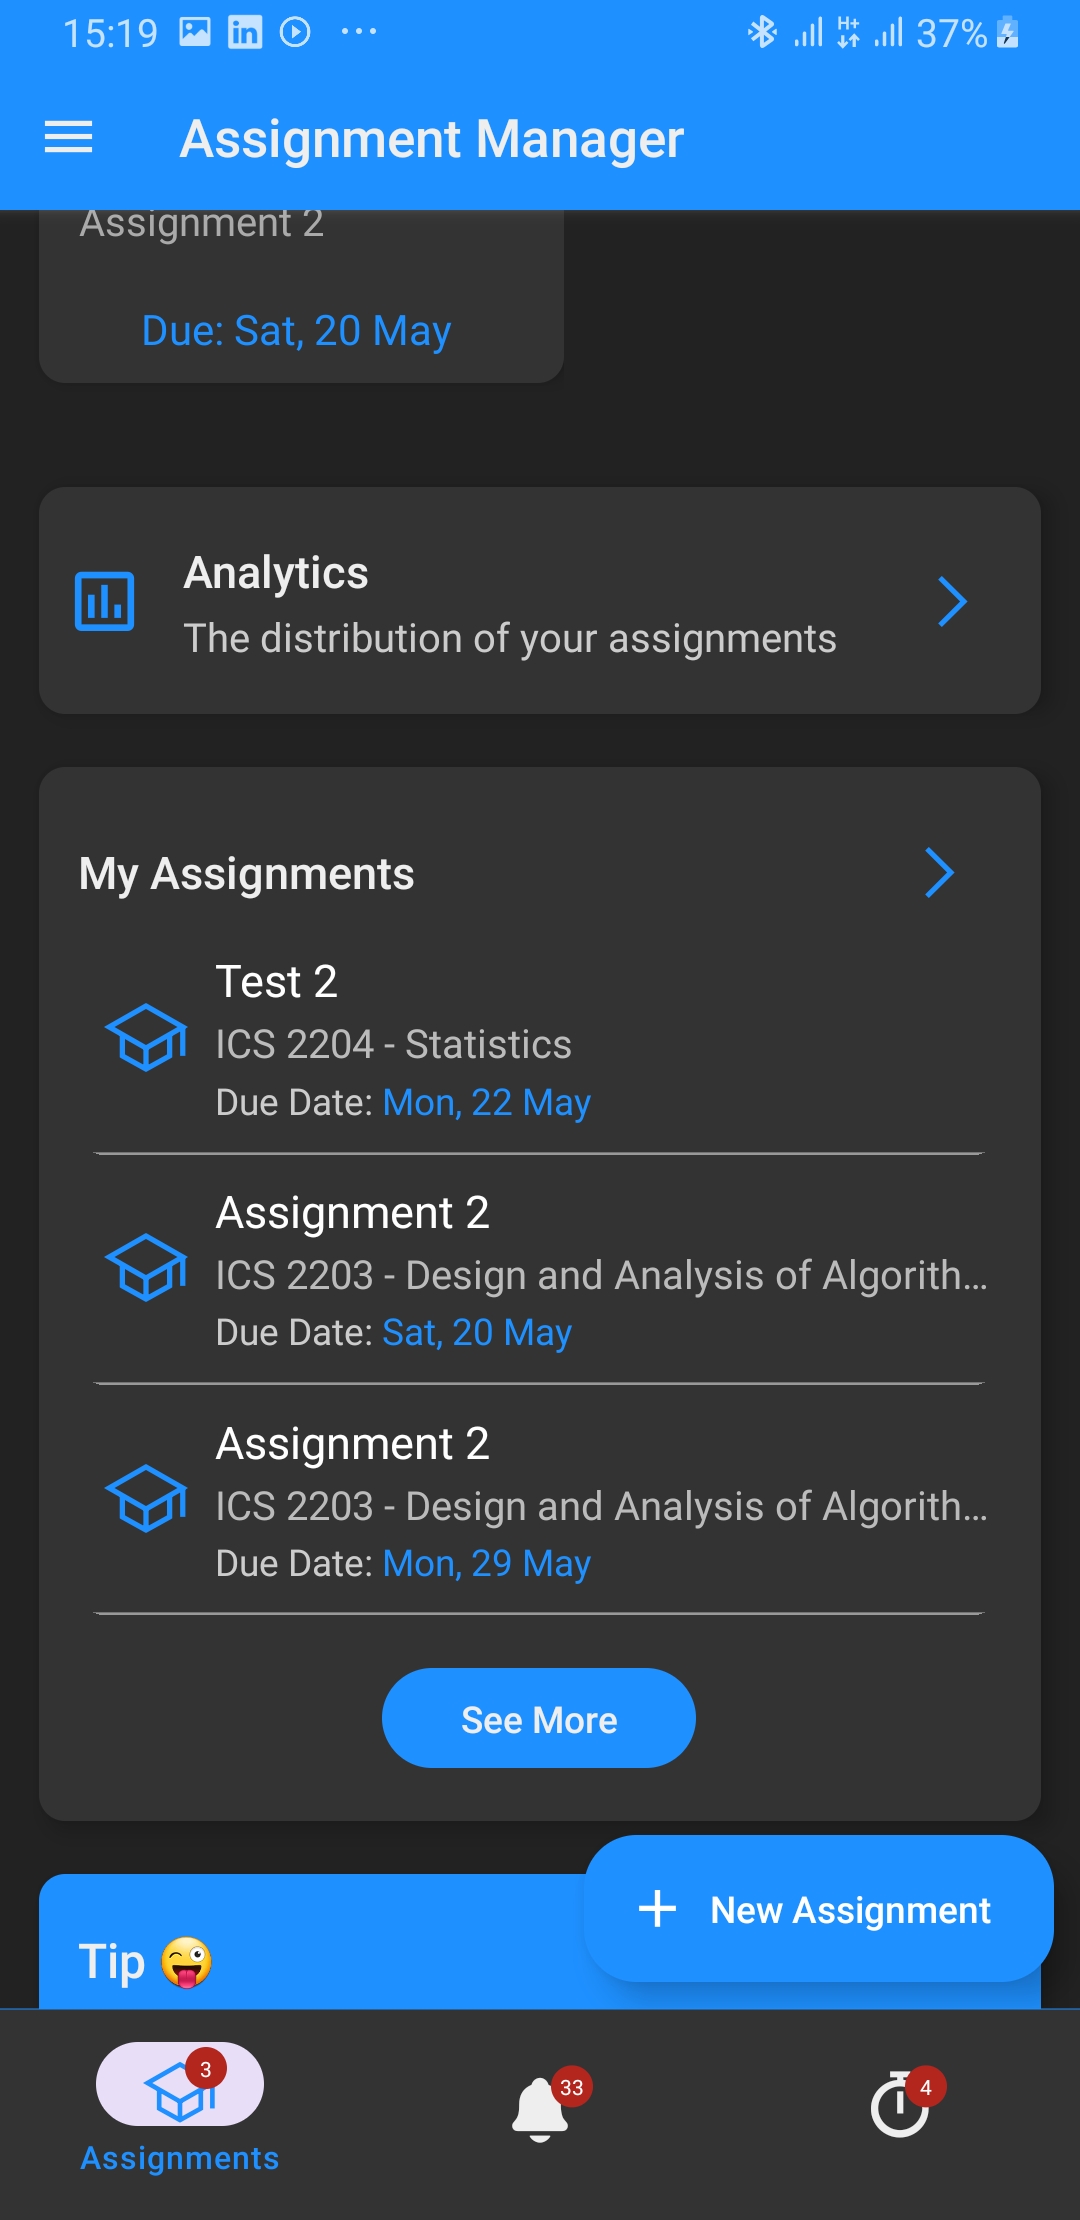 15:19 37%
Assignment Manager
Assignment 2
Due: Sat, 20 May
Analytics
The distribution of your assignments
My Assignments
Test 2
ICS 2204 - Statistics
Due Date: Mon, 22 May
Assignment 2
ICS 2203 - Design and Analysis of Algorith...
Due Date: Sat, 20 May
Assignment 2
ICS 2203 - Design and Analysis of Algorith...
Due Date: Mon, 29 May
See More
New Assignment
Tip 😜
3
33
4
Assignments